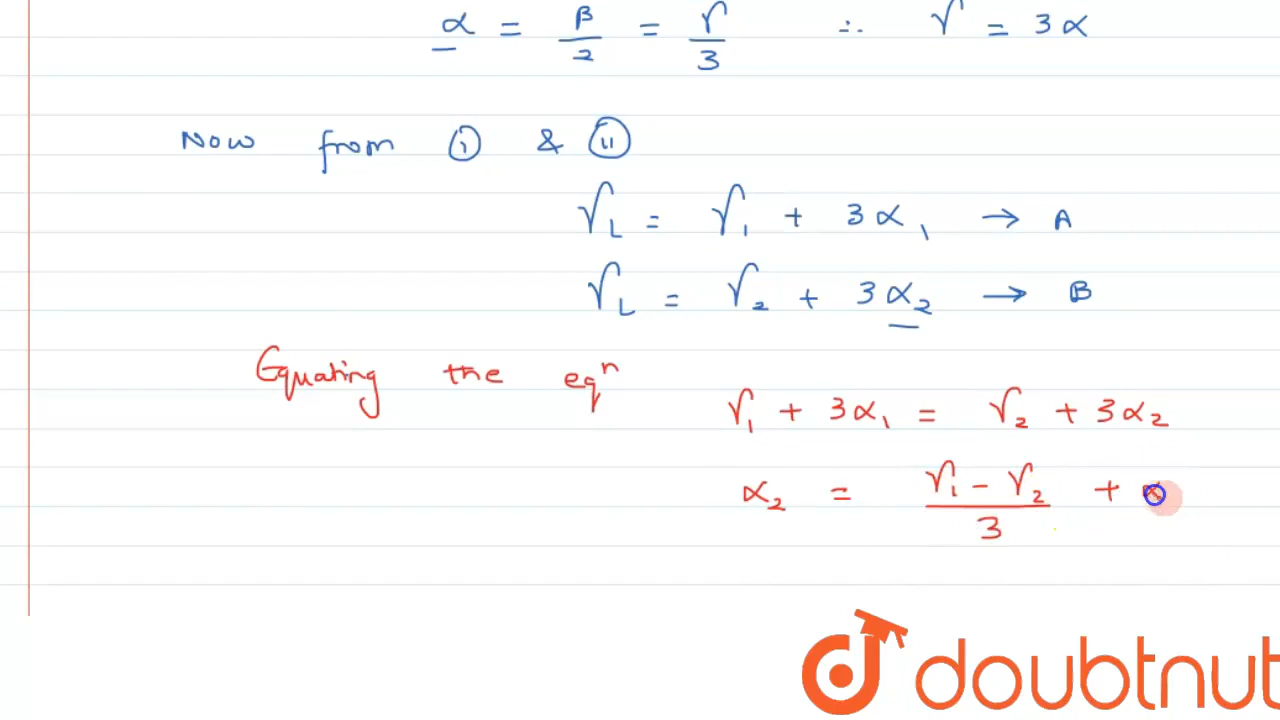 α = β/2 = γ/3 ∴ γ = 3α
Now from (i) & (ii)
γL = γ1 + 3α1 → A
γL = γ2 + 3α2 → B
Equating the eqn
γ1 + 3α1 = γ2 + 3α2
α2 = γ1 - γ2 / 3 + α
doubtnut